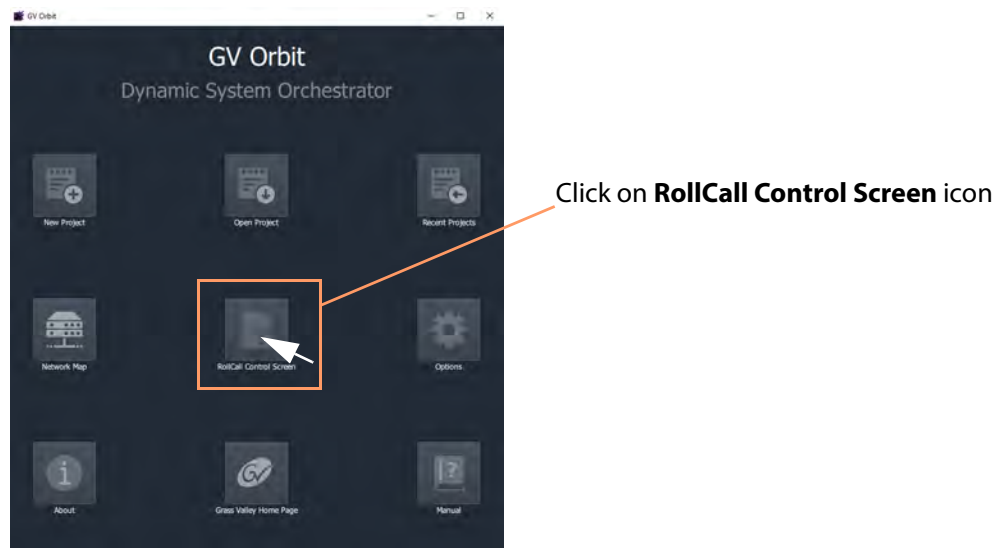 GV Orbit
GV Orbit
Dynamic System Orchestrator
New Project
Open Project
Recent Projects
Click on RollCall Control Screen icon
Network Map
RollCall Control Screen
Options
About
Grass Valley Home Page
Manual